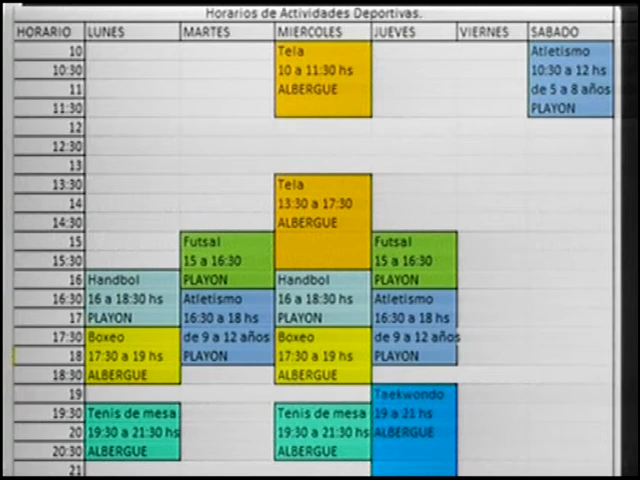 Horarios de Actividades Deportivas.
HORARIO LUNES MARTES MIERCOLES JUEVES VIERNES SABADO
10 Tela Atletismo
10:30 10 a 11:30 hs 10:30 a 12 hs
11 ALBERGUE de 5 a 8 años
11:30 PLAYON
12
12:30
13
13:30 Tela
14 13:30 a 17:30
14:30 ALBERGUE
15 Futsal Futsal
15:30 15 a 16:30 15 a 16:30
16 Handbol PLAYON Handbol PLAYON
16:30 16 a 18:30 hs Atletismo 16 a 18:30 hs Atletismo
17 PLAYON 16:30 a 18 hs PLAYON 16:30 a 18 hs
17:30 Boxeo de 9 a 12 años Boxeo de 9 a 12 años
18 17:30 a 19 hs PLAYON 17:30 a 19 hs PLAYON
18:30 ALBERGUE ALBERGUE
19 Taekwondo
19:30 Tenis de mesa Tenis de mesa 19 a 21 hs
20 19:30 a 21:30 hs 19:30 a 21:30 hs ALBERGUE
20:30 ALBERGUE ALBERGUE
21